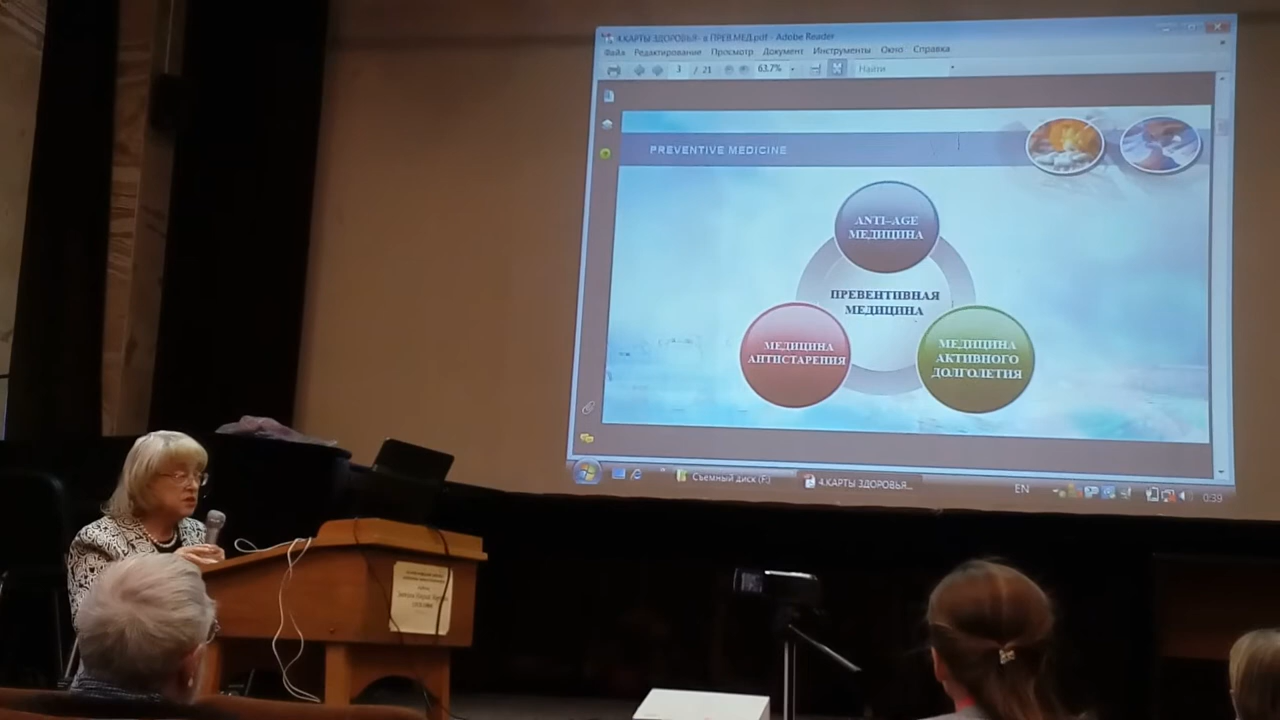 4.КАРТЫ ЗДОРОВЬЯ- в ПРЕВ.МЕД.pdf - Adobe Reader
Файл Редактирование Просмотр Документ Инструменты Окно Справка
3 / 21 63,7% Найти
PREVENTIVE MEDICINE
ANTI–AGE
МЕДИЦИНА
ПРЕВЕНТИВНАЯ
МЕДИЦИНА
МЕДИЦИНА
АНТИСТАРЕНИЯ
МЕДИЦИНА
АКТИВНОГО
ДОЛГОЛЕТИЯ
Съемный диск (F:) 4.КАРТЫ ЗДОРОВЬЯ... EN 0:39